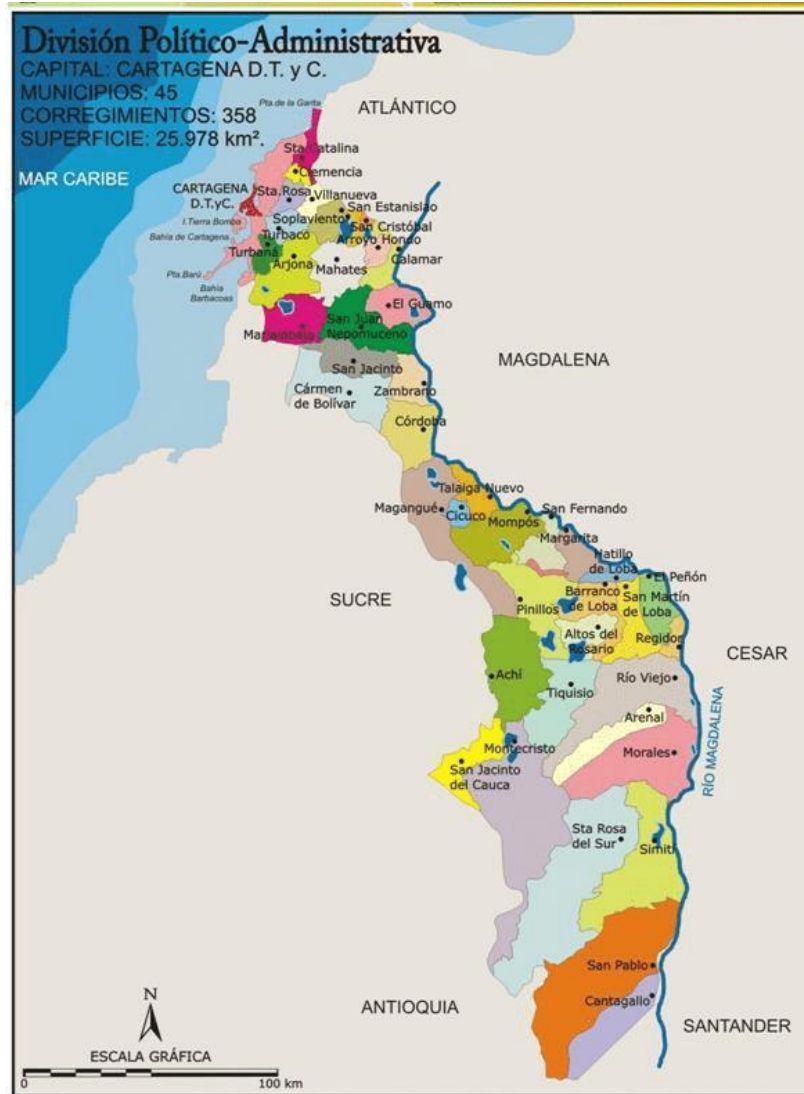 División Político-Administrativa
CAPITAL: CARTAGENA D.T. y C.
MUNICIPIOS: 45
CORREGIMIENTOS: 358
SUPERFICIE: 25.978 km².
Pta. de la Garita
ATLÁNTICO
MAR CARIBE
Sta Catalina
Clemencia
CARTAGENA
D.T.yC.
Sta. Rosa
Villanueva
San Estanislao
I.Tierra Bomba
Soplaviento
San Cristóbal
Bahía de Cartagena
Turbacó
Arroyo Hondo
Turbaná
Calamar
Arjona
Mahates
Pta.Barú
Bahía
Barbacoas
El Guamo
San Juan
Nepomuceno
San Jacinto
MAGDALENA
Cármen
de Bolívar
Zambrano
Córdoba
Talaiga Nuevo
Magangué
Cicuco
Mompós
San Fernando
Margarita
Hatillo
de Loba
El Peñón
SUCRE
Pinillos
Barranco
de Loba
San Martín
de Loba
Altos del
Rosario
Regidor
CESAR
Achí
Tiquisio
Río Viejo
Arenal
RÍO MAGDALENA
Montecristo
Morales
San Jacinto
del Cauca
Sta Rosa
del Sur
Simití
San Pablo
Cantagallo
ANTIOQUIA
SANTANDER
N
ESCALA GRÁFICA
0
100 km